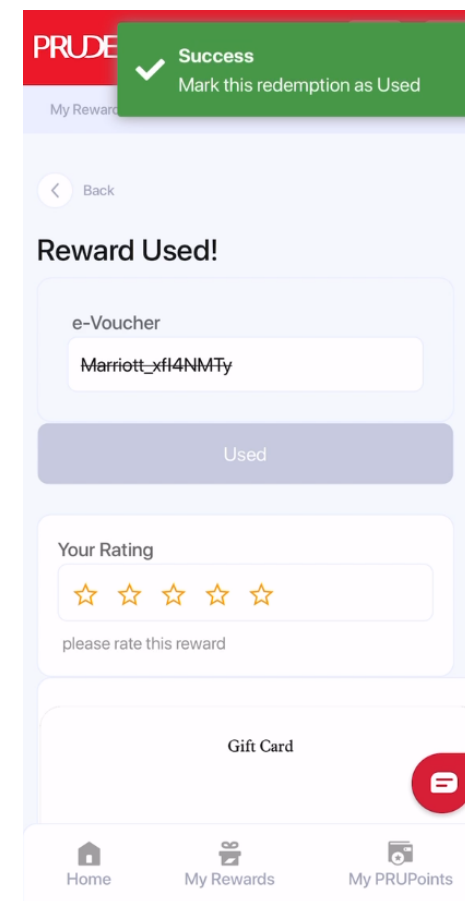 PRUDE
Success
Mark this redemption as Used
My Reward
Back
Reward Used!
e-Voucher
Marriott_xfI4NMTy
Used
Your Rating
please rate this reward
Gift Card
Home
My Rewards
My PRUPoints